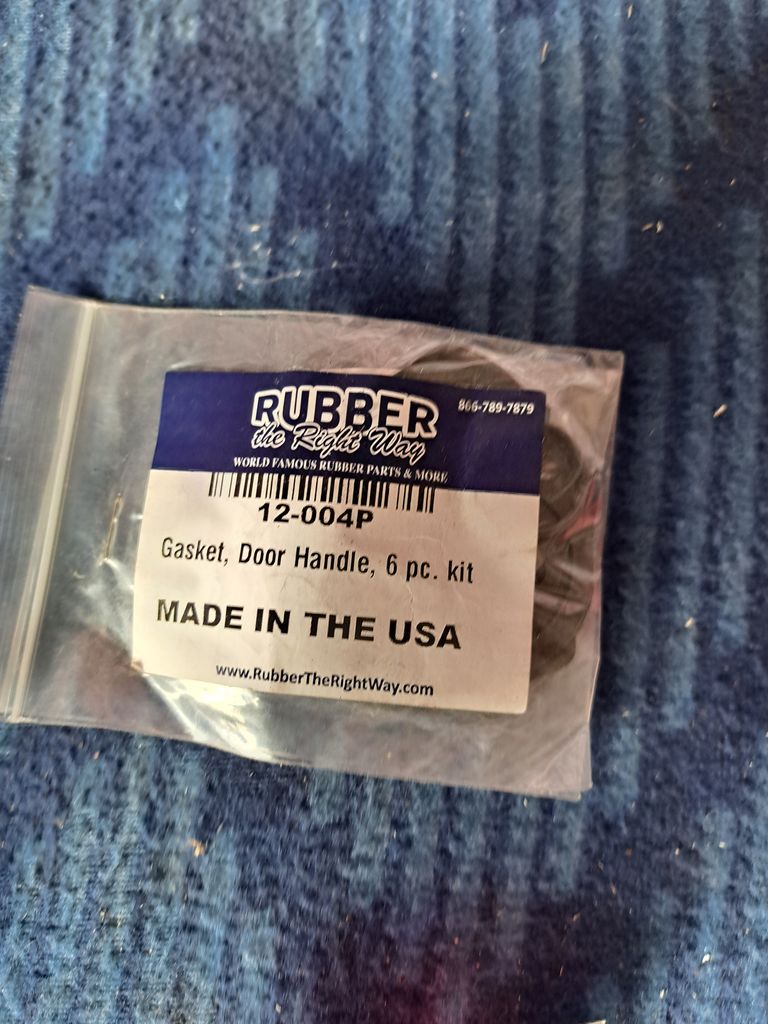 RUBBER
the Right Way
866-789-7879
WORLD FAMOUS RUBBER PARTS & MORE
12-004P
Gasket, Door Handle, 6 pc. kit
MADE IN THE USA
www.RubberTheRightWay.com